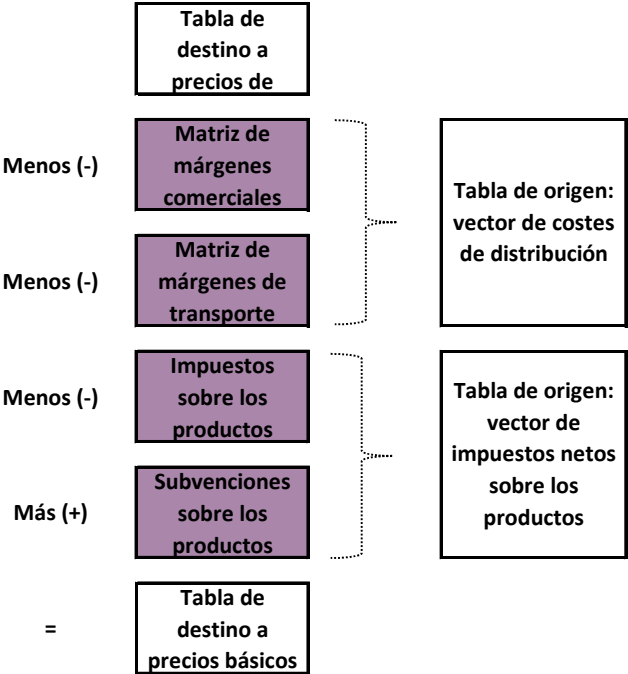 Tabla de
destino a
precios de
Menos (-)
Matriz de
márgenes
comerciales
Menos (-)
Matriz de
márgenes de
transporte
Tabla de origen:
vector de costes
de distribución
Menos (-)
Impuestos
sobre los
productos
Más (+)
Subvenciones
sobre los
productos
Tabla de origen:
vector de
impuestos netos
sobre los
productos
=
Tabla de
destino a
precios básicos